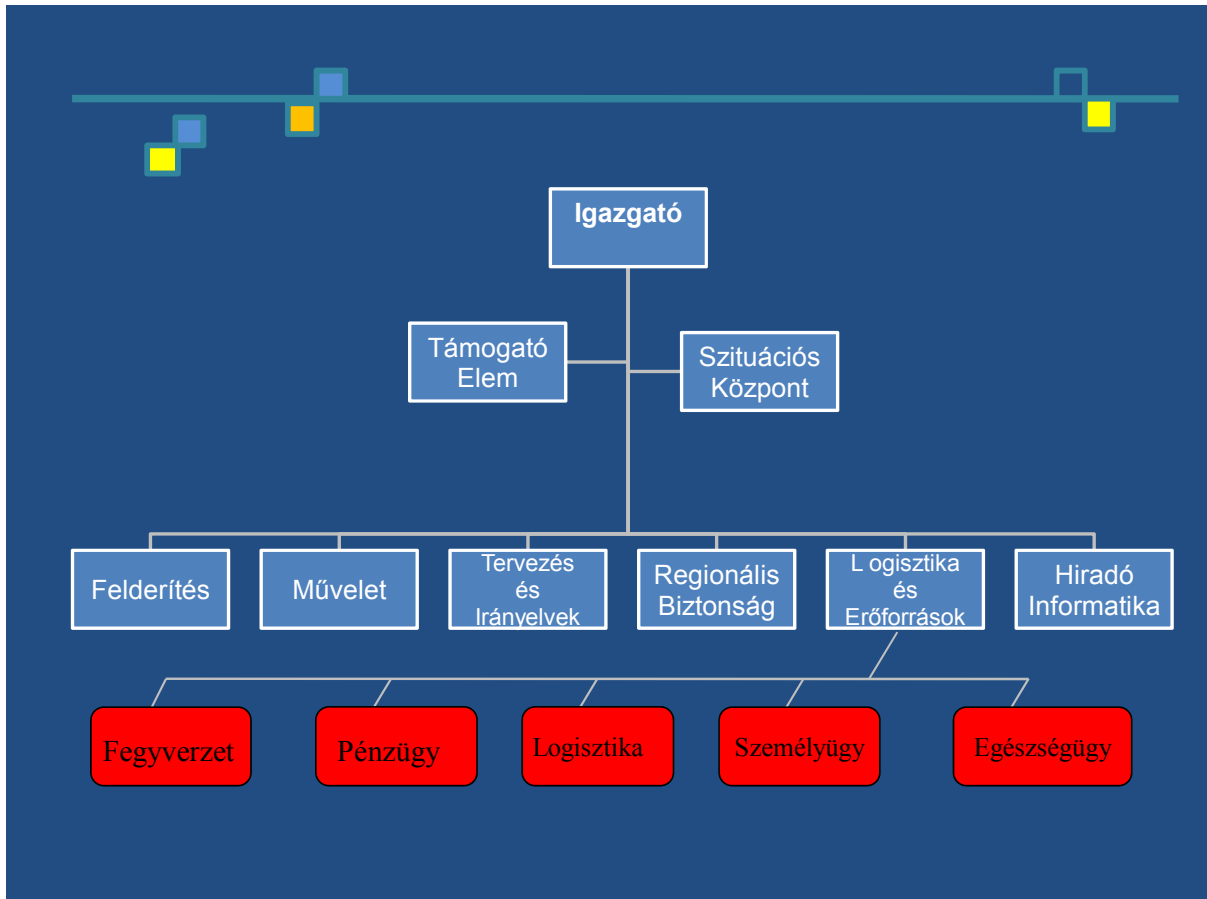 Igazgató
Támogató
Elem
Szituációs
Központ
Felderítés
Művelet
Tervezés
és
Irányelvek
Regionális
Biztonság
L ogisztika
és
Erőforrások
Hiradó
Informatika
Fegyverzet
Pénzügy
Logisztika
Személyügy
Egészségügy